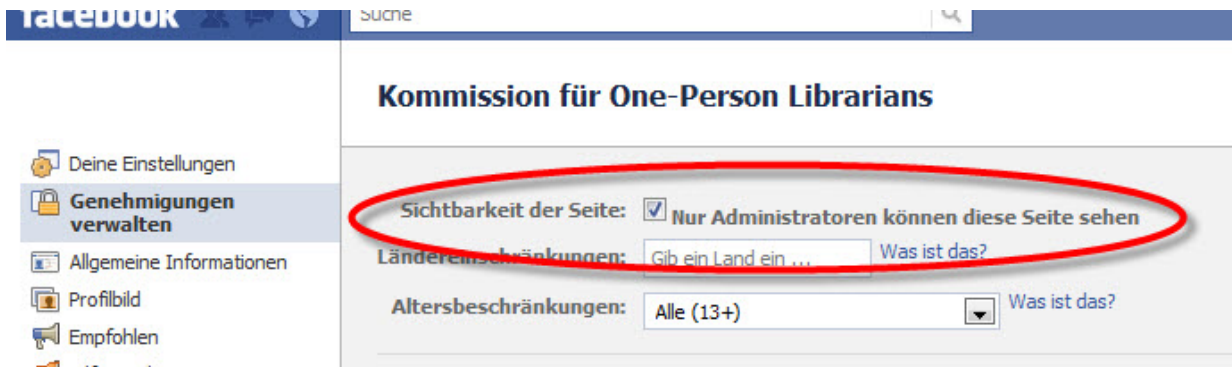 facebook
Suche
Kommission für One-Person Librarians
Deine Einstellungen
Genehmigungen
verwalten
Allgemeine Informationen
Profilbild
Empfohlen
Sichtbarkeit der Seite: Nur Administratoren können diese Seite sehen
Ländereinschränkungen: Gib ein Land ein ... Was ist das?
Altersbeschränkungen: Alle (13+) Was ist das?